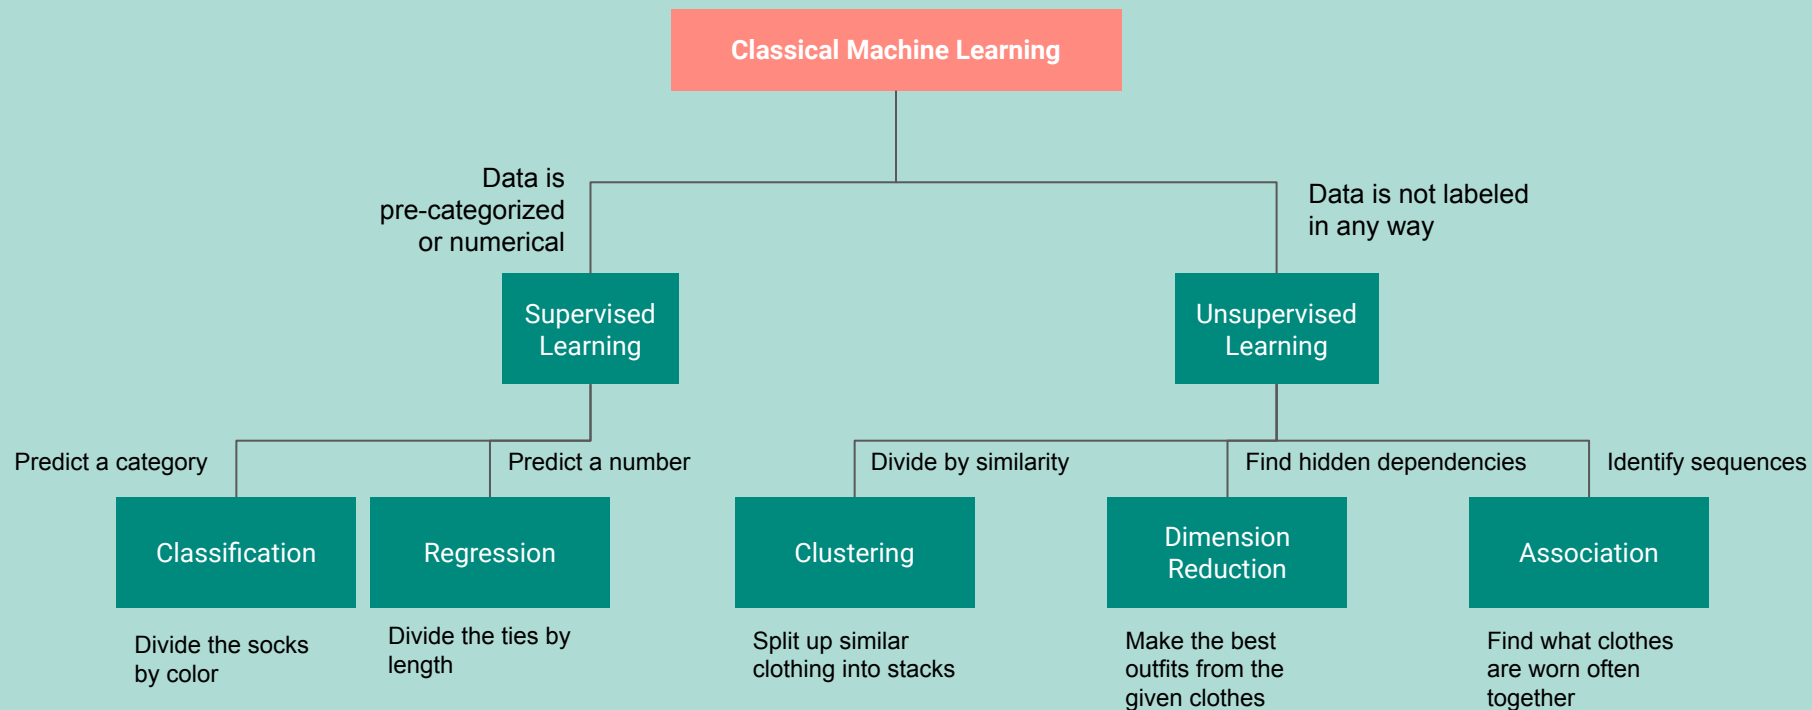 Classical Machine Learning
Data is
pre-categorized
or numerical
Data is not labeled
in any way
Supervised
Learning
Unsupervised
Learning
Predict a category
Predict a number
Divide by similarity
Find hidden dependencies
Identify sequences
Classification
Regression
Clustering
Dimension
Reduction
Association
Divide the socks
by color
Divide the ties by
length
Split up similar
clothing into stacks
Make the best
outfits from the
given clothes
Find what clothes
are worn often
together